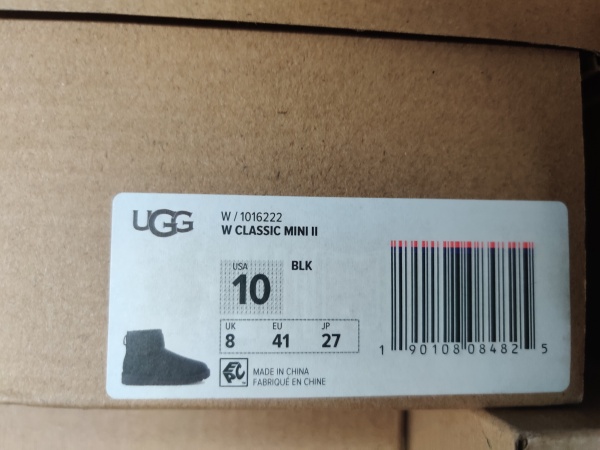 UGG
W / 1016222
W CLASSIC MINI II
USA
10
BLK
UK EU JP
8 41 27
MADE IN CHINA
FABRIQUÉ EN CHINE
1 90108 08482 5